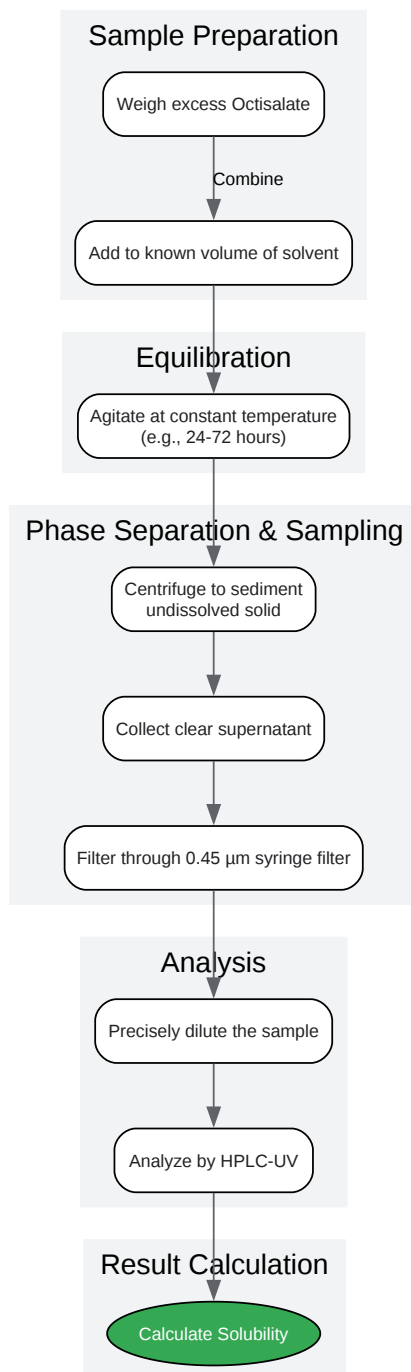 Sample Preparation
Weigh excess Octisalate
Combine
Add to known volume of solvent
Equilibration
Agitate at constant temperature
(e.g., 24-72 hours)
Phase Separation & Sampling
Centrifuge to sediment
undissolved solid
Collect clear supernatant
Filter through 0.45 µm syringe filter
Analysis
Precisely dilute the sample
Analyze by HPLC-UV
Result Calculation
Calculate Solubility